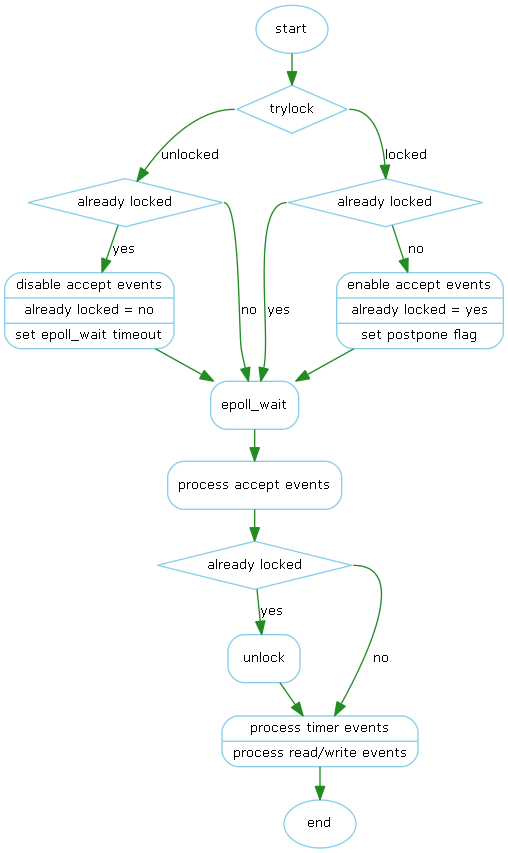 start
trylock
unlocked
locked
already locked
already locked
yes
no
disable accept events
already locked = no
set epoll_wait timeout
no
yes
enable accept events
already locked = yes
set postpone flag
epoll_wait
process accept events
already locked
yes
no
unlock
process timer events
process read/write events
end